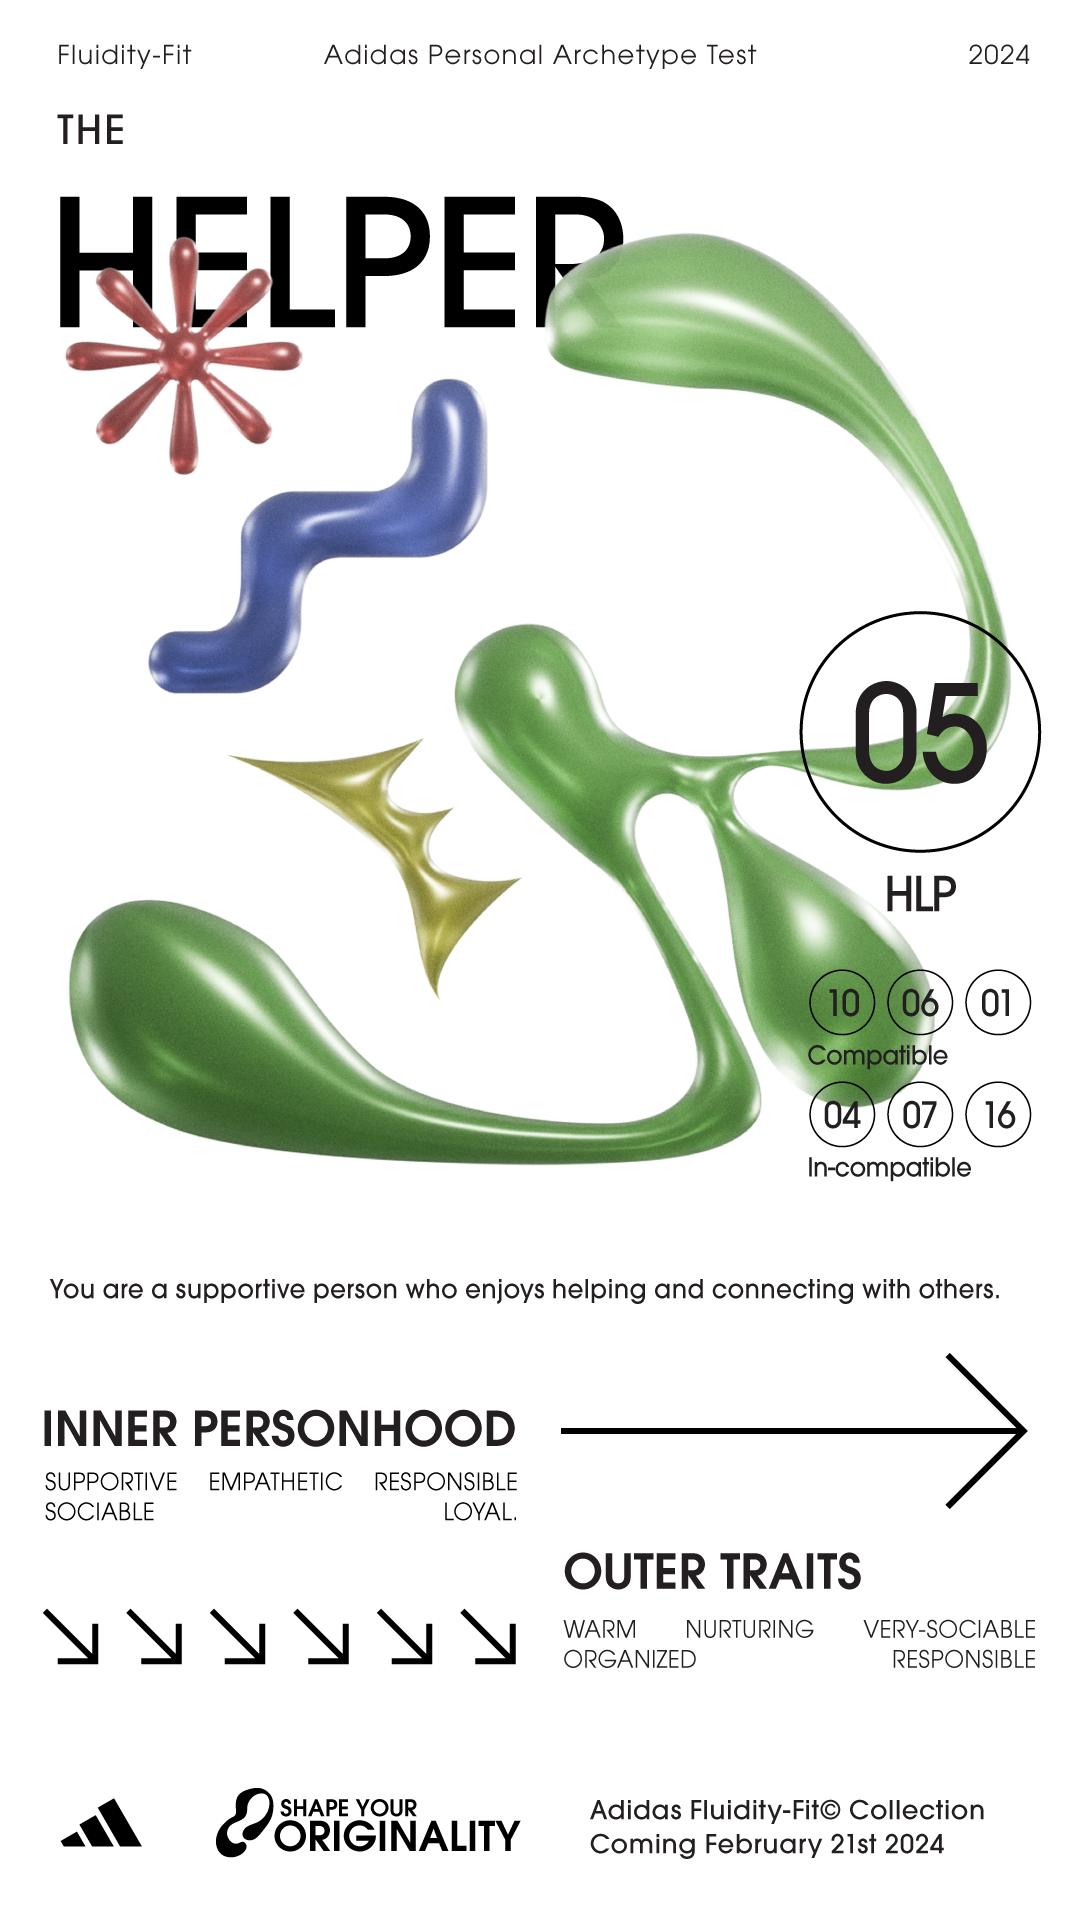 Fluidity-Fit
Adidas Personal Archetype Test
2024
THE
HELPER
05
HLP
10 06 01
Compatible
04 07 16
In-compatible
You are a supportive person who enjoys helping and connecting with others.
INNER PERSONHOOD
SUPPORTIVE EMPATHETIC RESPONSIBLE
SOCIABLE LOYAL.
OUTER TRAITS
WARM NURTURING VERY-SOCIABLE
ORGANIZED RESPONSIBLE
SHAPE YOUR
ORIGINALITY
Adidas Fluidity-Fit© Collection
Coming February 21st 2024